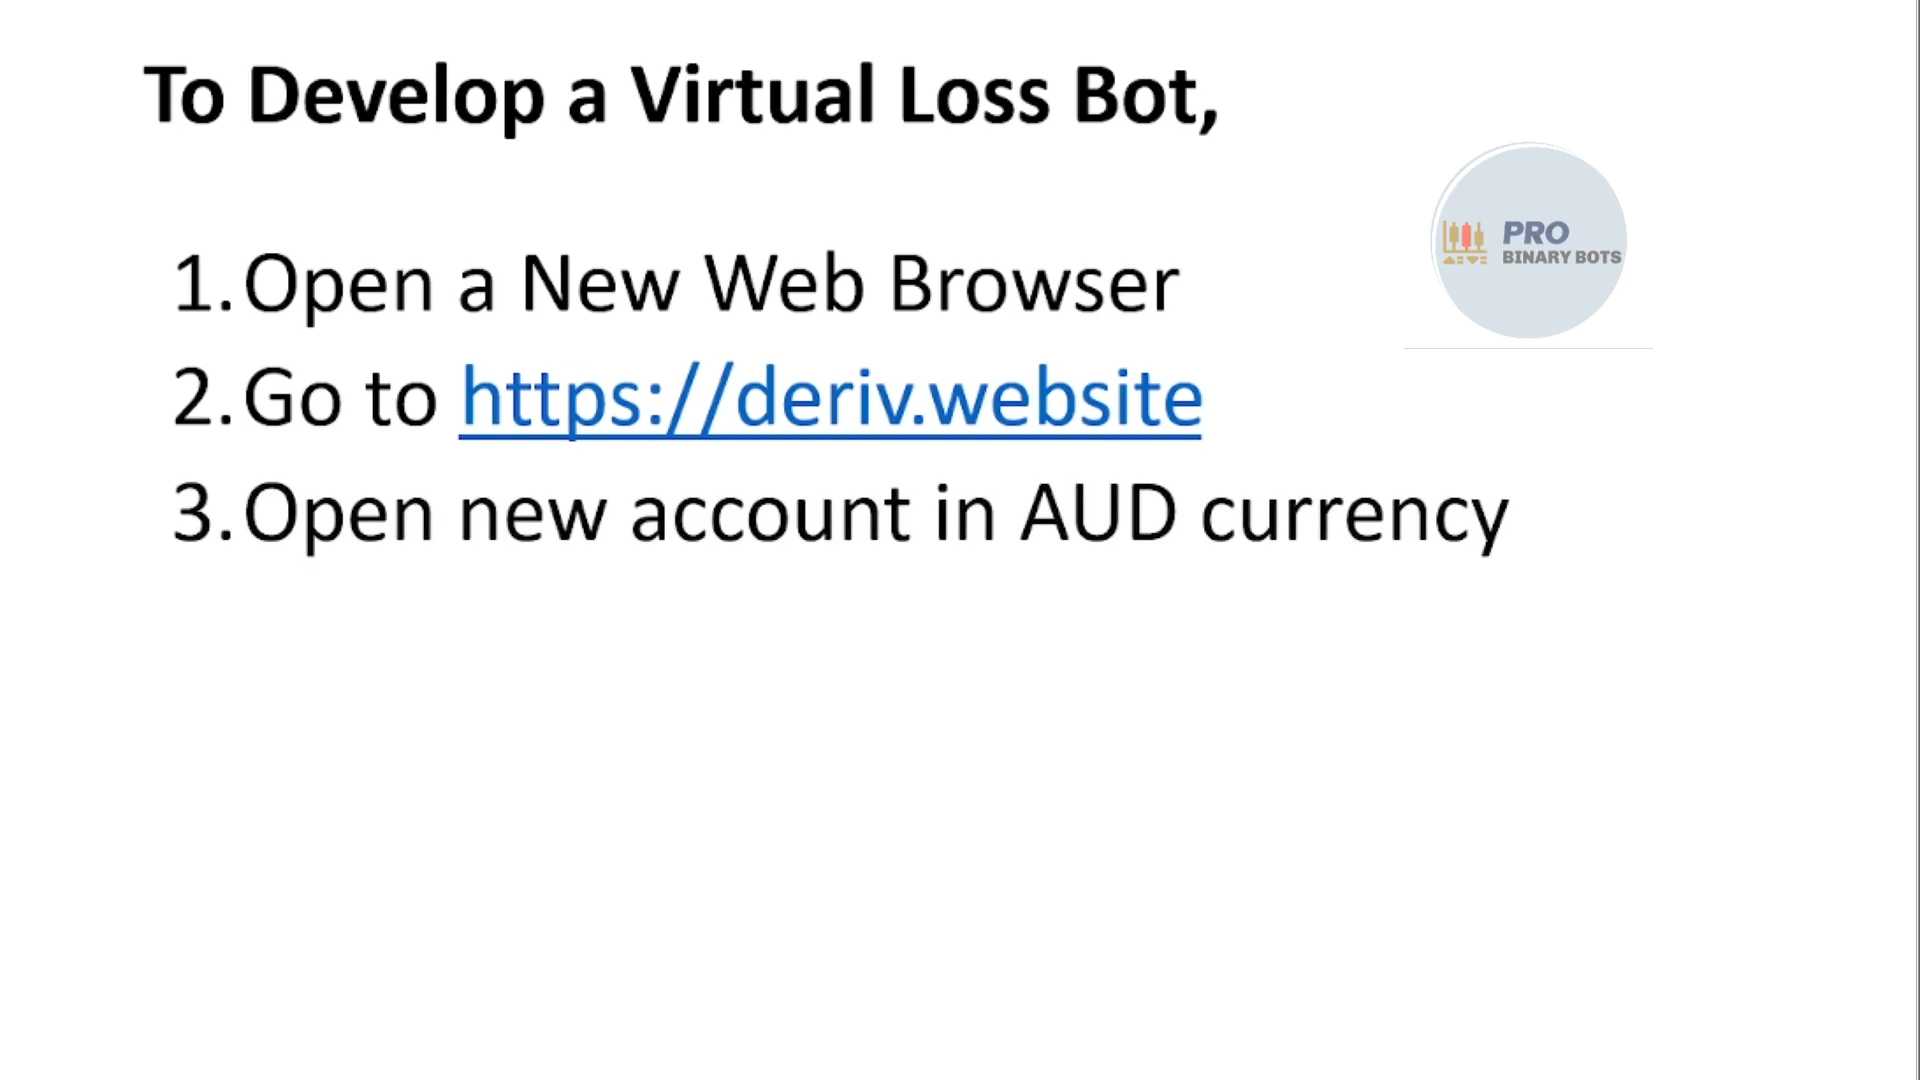 To Develop a Virtual Loss Bot,
1. Open a New Web Browser
PRO
BINARY BOTS
2. Go to https://deriv.website
3. Open new account in AUD currency